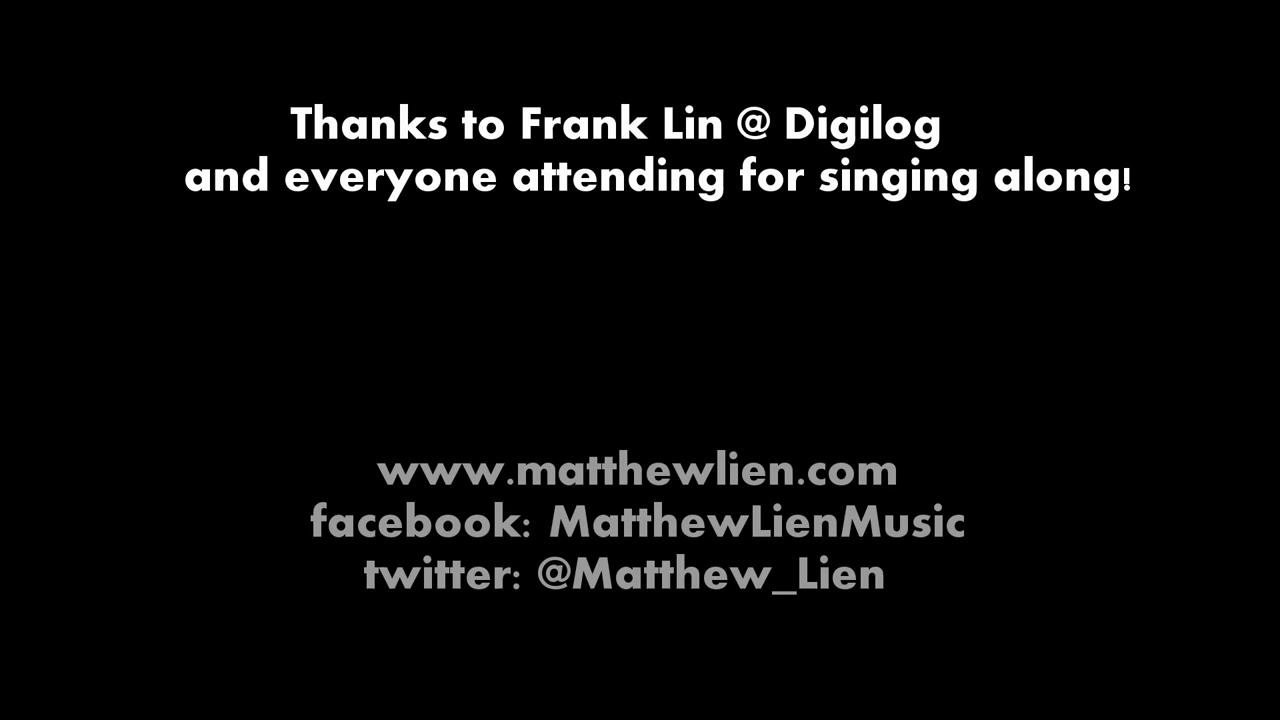 Thanks to Frank Lin @ Digilog
and everyone attending for singing along!
www.matthewlien.com
facebook: MatthewLienMusic
twitter: @Matthew_Lien